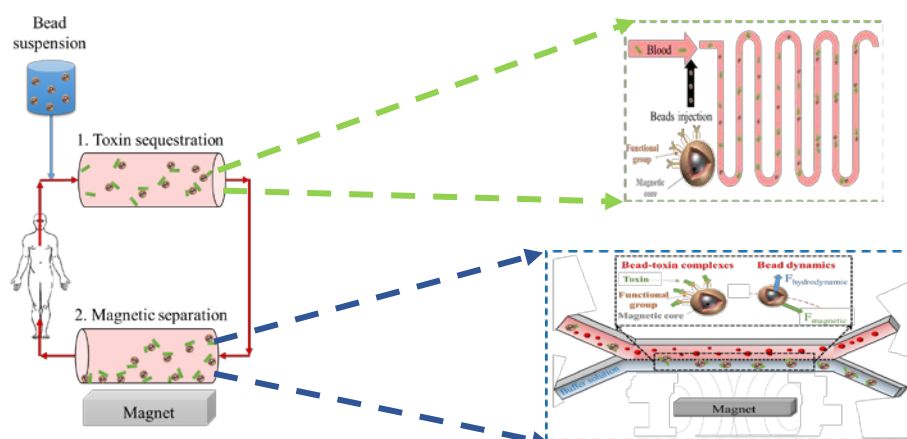 Bead
suspension
1. Toxin sequestration
2. Magnetic separation
Magnet
Blood
Beads injection
Functional
group
Magnetic
core
Bead-toxin complexes
Bead dynamics
Toxin
Functional
group
Magnetic core
Fhydrodynamic
Fmagnetic
Buffer solution
Magnet